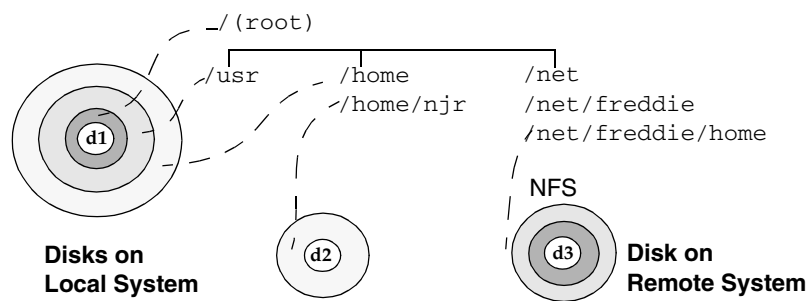 /(root)
/usr
/home
/net
/home/njr
/net/freddie
/net/freddie/home
d1
NFS
d2
d3
Disks on
Local System
Disk on
Remote System